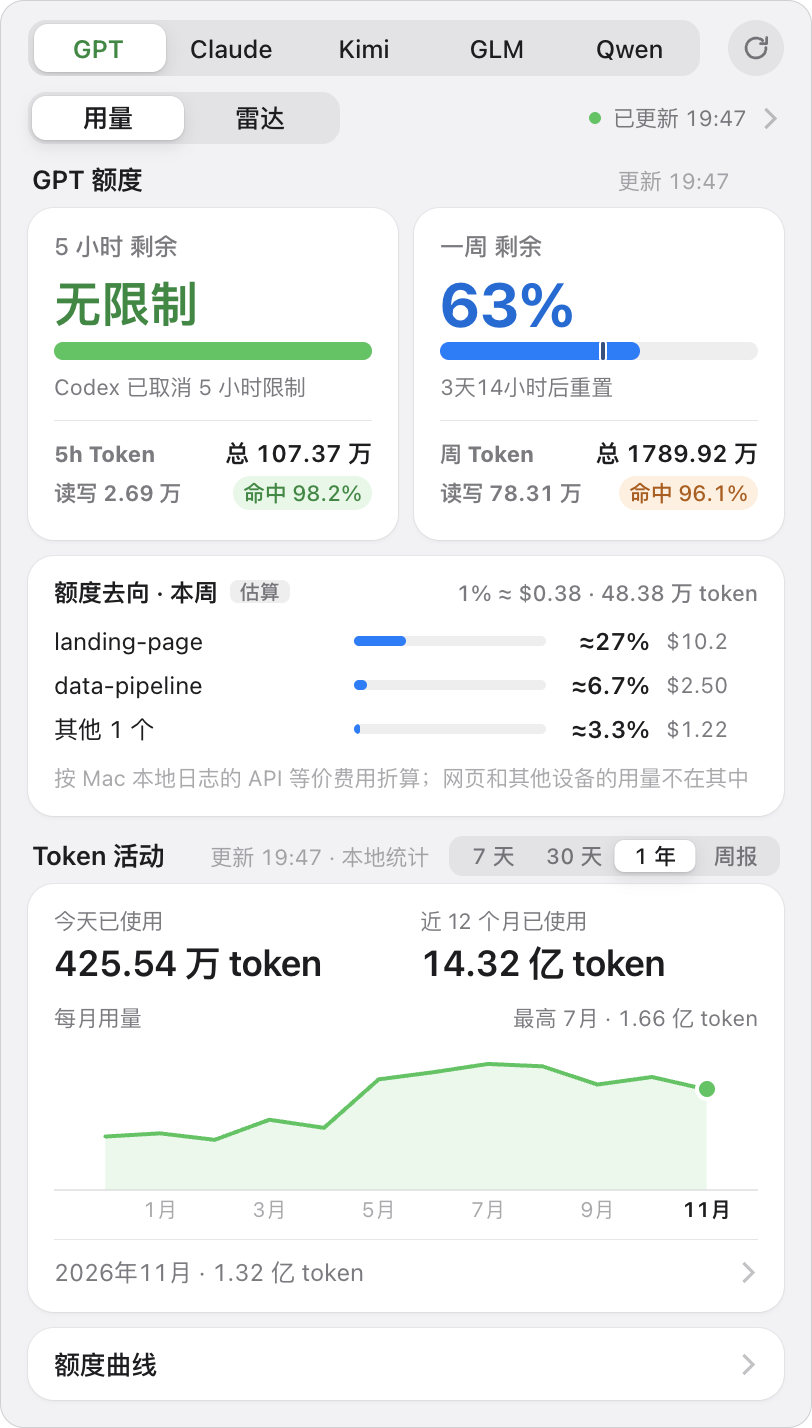 GPT Claude Kimi GLM Qwen
用量 雷达 已更新 19:47
GPT 额度 更新 19:47
5 小时 剩余
无限制
Codex 已取消 5 小时限制
5h Token 总 107.37 万
读写 2.69 万 命中 98.2%
一周 剩余
63%
3天14小时后重置
周 Token 总 1789.92 万
读写 78.31 万 命中 96.1%
额度去向 · 本周 估算 1% ≈ $0.38 · 48.38 万 token
landing-page ≈27% $10.2
data-pipeline ≈6.7% $2.50
其他 1 个 ≈3.3% $1.22
按 Mac 本地日志的 API 等价费用折算；网页和其他设备的用量不在其中
Token 活动 更新 19:47 · 本地统计 7 天 30 天 1 年 周报
今天已使用 近 12 个月已使用
425.54 万 token 14.32 亿 token
每月用量 最高 7月 · 1.66 亿 token
1月 3月 5月 7月 9月 11月
2026年11月 · 1.32 亿 token
额度曲线